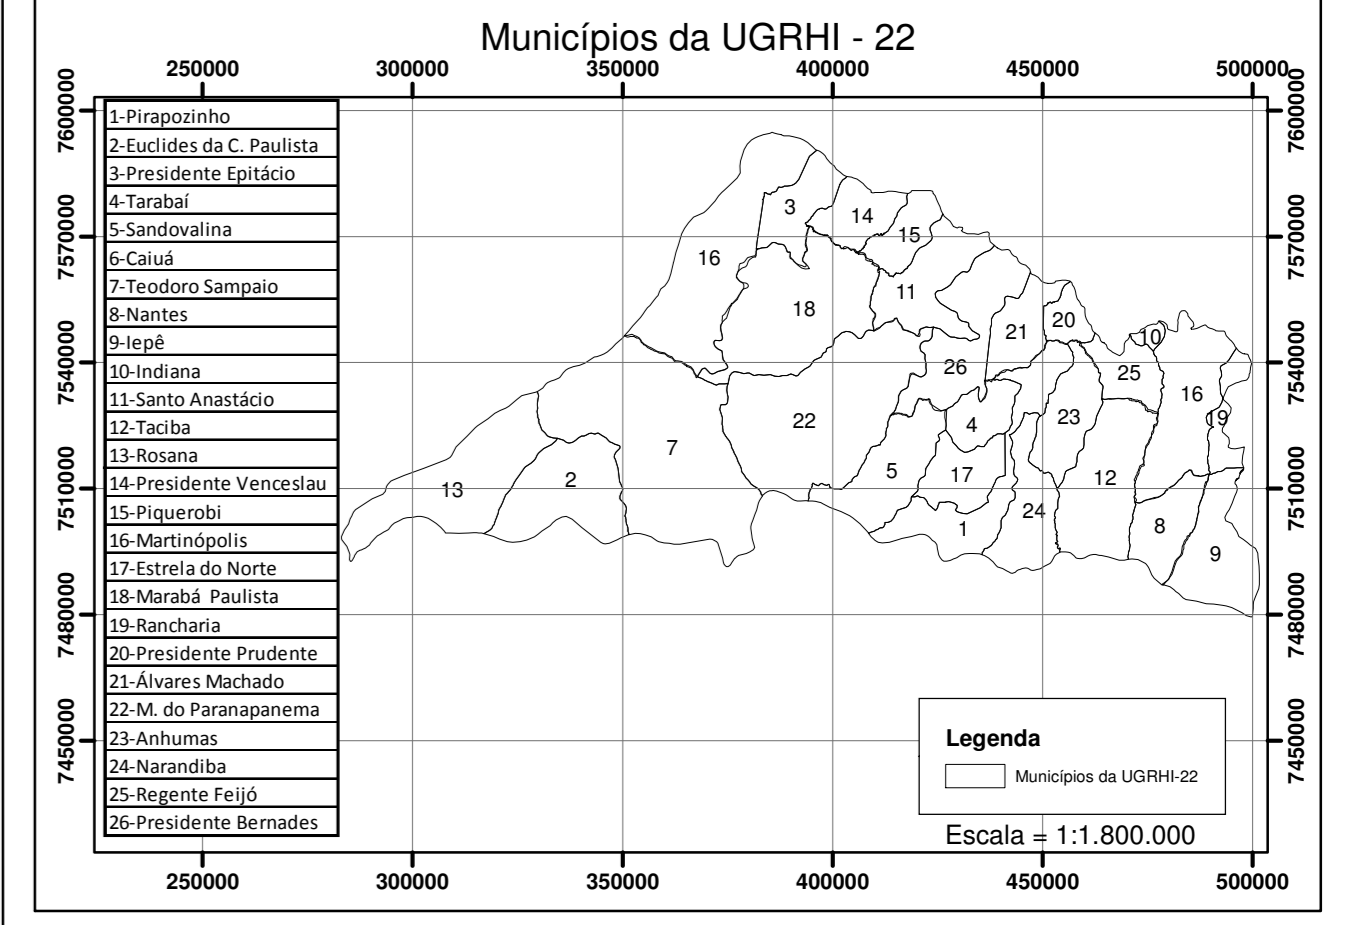 Municípios da UGRHI - 22
250000 300000 350000 400000 450000 500000
7600000 7600000
7570000 7570000
7540000 7540000
7510000 7510000
7480000 7480000
7450000 7450000
1-Pirapozinho
2-Euclides da C. Paulista
3-Presidente Epitácio
4-Tarabaí
5-Sandovalina
6-Caiuá
7-Teodoro Sampaio
8-Nantes
9-Iepê
10-Indiana
11-Santo Anastácio
12-Taciba
13-Rosana
14-Presidente Venceslau
15-Piquerobi
16-Martinópolis
17-Estrela do Norte
18-Marabá Paulista
19-Rancharia
20-Presidente Prudente
21-Álvares Machado
22-M. do Paranapanema
23-Anhumas
24-Narandiba
25-Regente Feijó
26-Presidente Bernades
3
14
15
16
11
18
20
21
10
26
25
16
22
4
23
19
7
5
17
12
2
13
24
1
8
9
Legenda
Municípios da UGRHI-22
Escala = 1:1.800.000
250000 300000 350000 400000 450000 500000